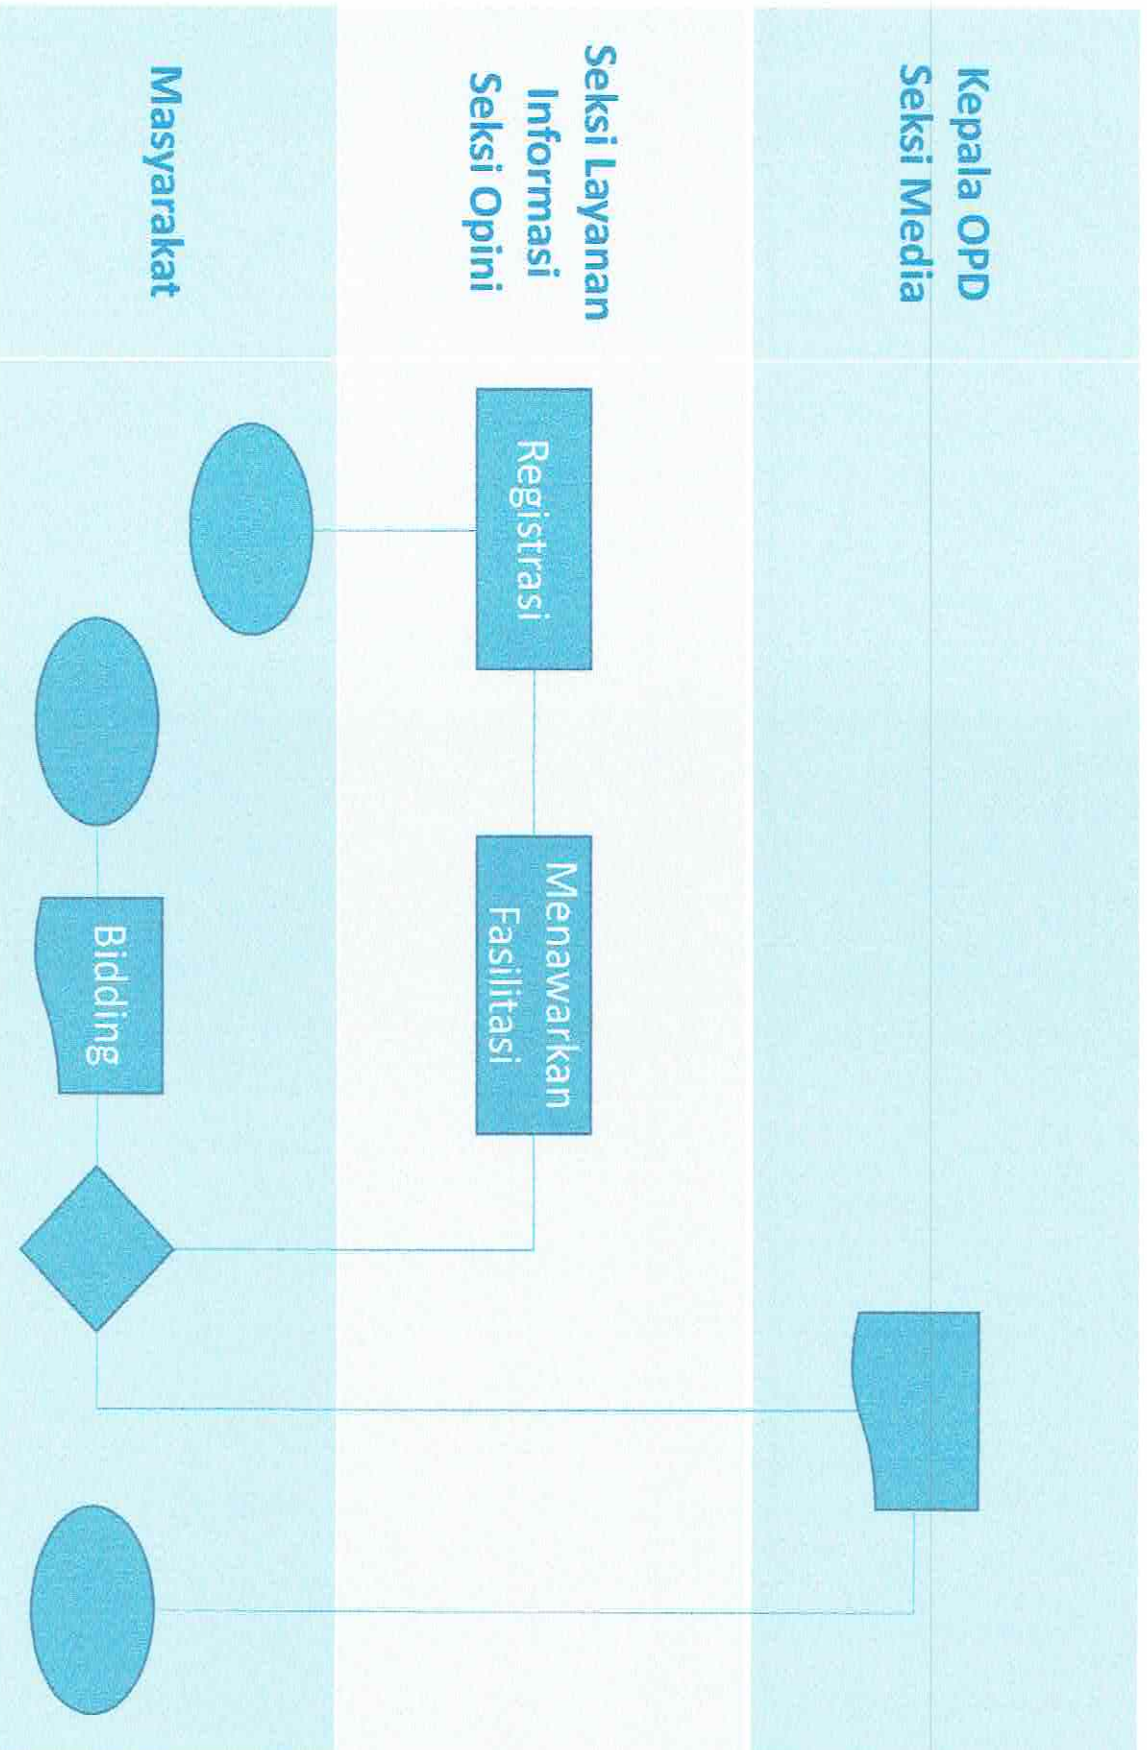 Kepala OPD
Seksi Media
Seksi Layanan
Informasi
Seksi Opini
Registrasi
Menawarkan
Fasilitasi
Masyarakat
Bidding